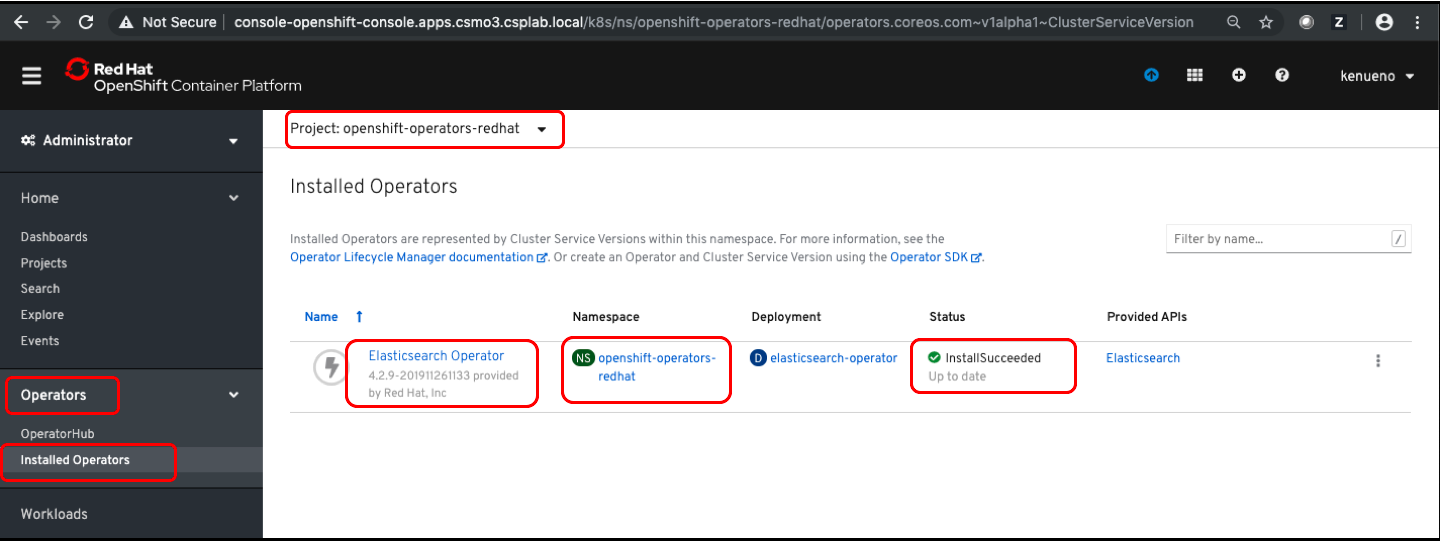 Not Secure | console-openshift-console.apps.csmo3.csplab.local/k8s/ns/openshift-operators-redhat/operators.coreos.com~v1alpha1~ClusterServiceVersion
Z
Red Hat
OpenShift Container Platform
kenueno
Administrator
Project: openshift-operators-redhat
Home
Dashboards
Projects
Search
Explore
Events
Operators
OperatorHub
Installed Operators
Workloads
Installed Operators
Installed Operators are represented by Cluster Service Versions within this namespace. For more information, see the
Operator Lifecycle Manager documentation. Or create an Operator and Cluster Service Version using the Operator SDK.
Filter by name... /
Name Namespace Deployment Status Provided APIs
Elasticsearch Operator NS openshift-operators- D elasticsearch-operator InstallSucceeded Elasticsearch
4.2.9-201911261133 provided redhat Up to date
by Red Hat, Inc